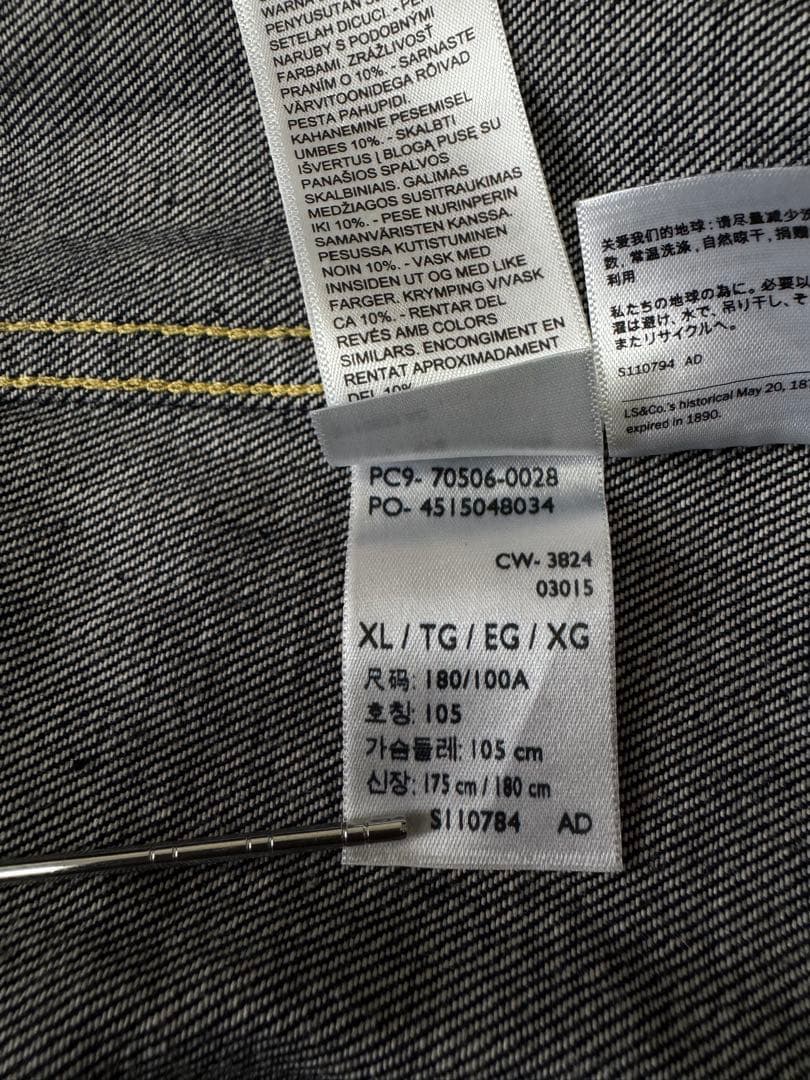 WARNA
PENYUSUTAN S
SETELAH DICUCI. - PE
NARUBY S PODOBNÝMI
FARBAMI. ZRÁŽLIVOSŤ
PRANÍM O 10%. - SARNASTE
VÄRVITOONIDEGA RÕIVAD
PESTA PAHUPIDI.
KAHANEMINE PESEMISEL
UMBES 10%. - SKALBTI
IŠVERTUS Į BLOGĄ PUSĘ SU
PANAŠIOS SPALVOS
SKALBINIAIS. GALIMAS
MEDŽIAGOS SUSITRAUKIMAS
IKI 10%. - PESE NURINPERIN
SAMANVÄRISTEN KANSSA.
PESUSSA KUTISTUMINEN
NOIN 10%. - VASK MED
INNSIDEN UT OG MED LIKE
FARGER. KRYMPING V/VASK
CA 10%. - RENTAR DEL
REVÉS AMB COLORS
SIMILARS. ENCONGIMENT EN
RENTAT APROXIMADAMENT
DEL 10%
PC9- 70506-0028
PO- 4515048034
CW- 3824
03015
XL / TG / EG / XG
尺码: 180/100A
호칭: 105
가슴둘레: 105 cm
신장: 175 cm / 180 cm
S110784 AD
关爱我们的地球：请尽量减少洗
数，常温洗涤，自然晾干，捐赠
利用
私たちの地球の為に。必要以
濯は避け、水で、吊り干し、そ
またリサイクルへ。
S110794 AD
LS&Co.'s historical May 20, 187
expired in 1890.